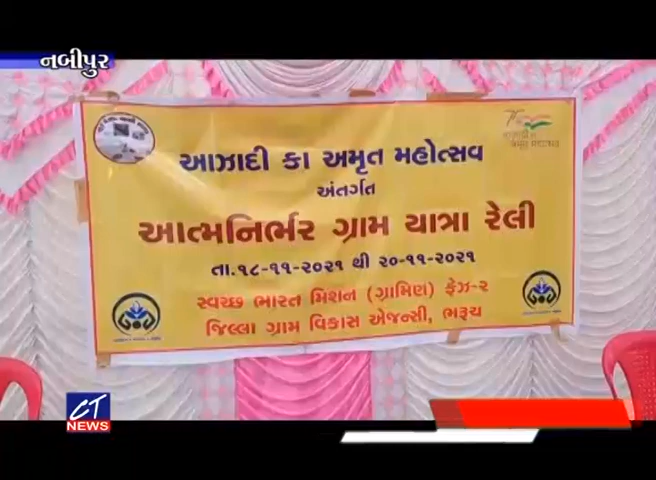 નબીપુર
આઝાદી કા અમૃત મહોત્સવ
અંતર્ગત
આત્મનિર્ભર ગ્રામ યાત્રા રેલી
તા.૧૮-૧૧-૨૦૨૧ થી ૨૦-૧૧-૨૦૨૧
સ્વચ્છ ભારત મિશન (ગ્રામિણ) ફેઝ-૨
જિલ્લા ગ્રામ વિકાસ એજન્સી, ભરૂચ
CT
NEWS